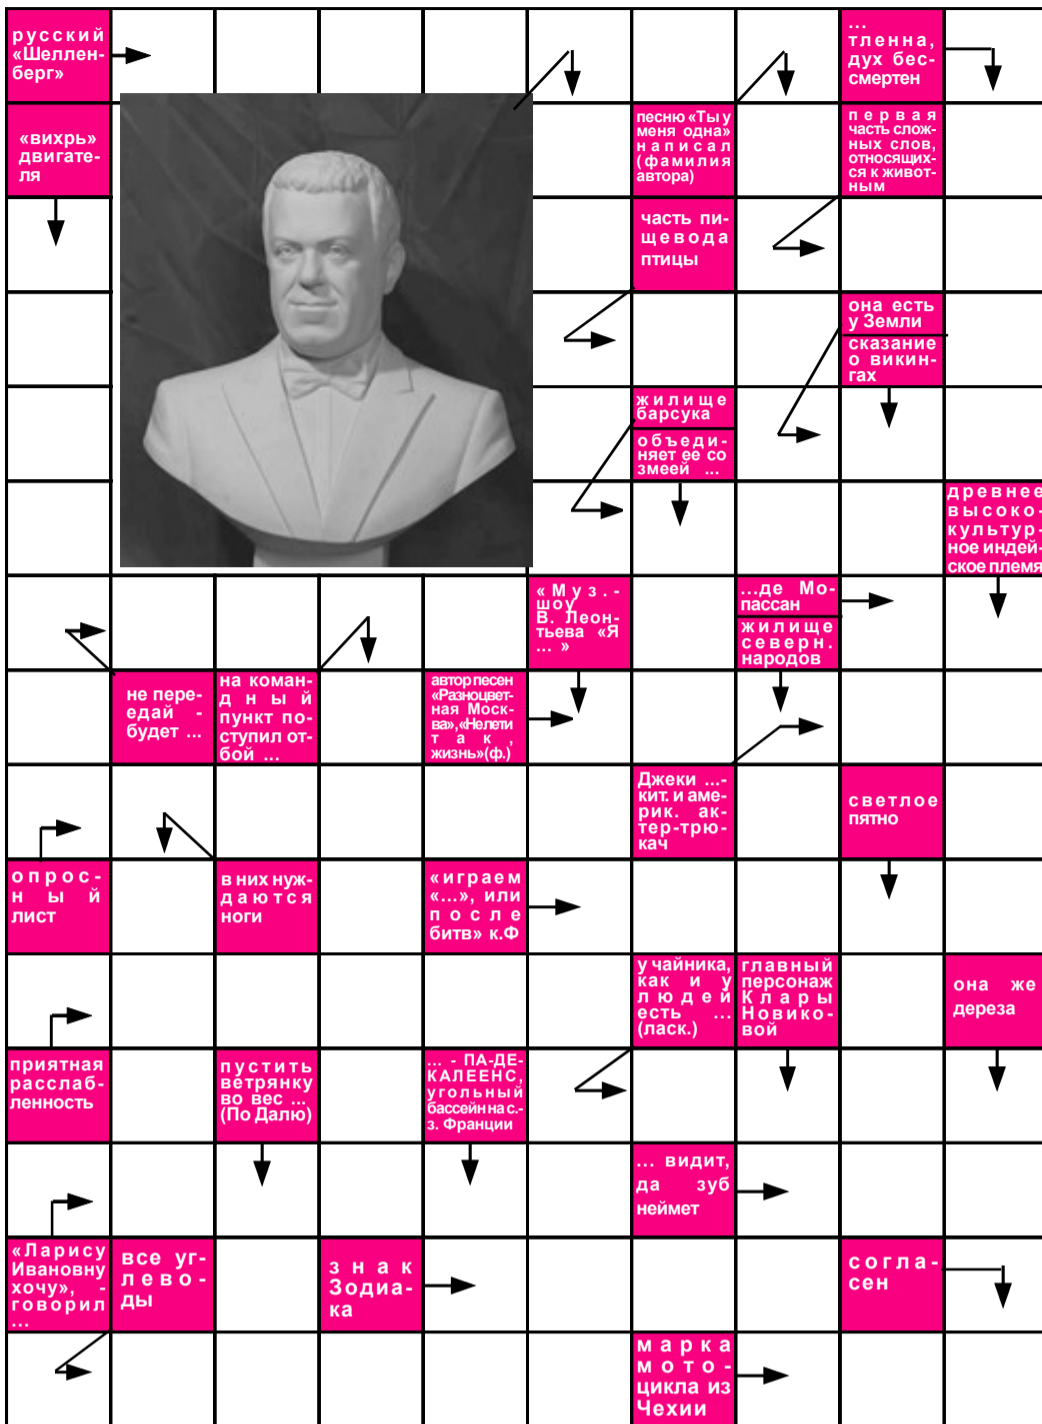 русский
«Шеллен-
берг»
...
тленна,
дух бес-
смертен
«вихрь»
двигате-
ля
песню «Ты у
меня одна»
написал
(фамилия
автора)
первая
часть слож-
ных слов,
относящих-
ся к живот-
ным
часть пи-
щевода
птицы
она есть
у Земли
сказание
о викин-
гах
жилище
барсука
объеди-
няет ее со
змеей ...
древнее
высоко-
культур-
ное индей-
ское племя
«Муз.-
шоу
В. Леон-
тьева «Я
... »
...де Мо-
пассан
жилище
северн.
народов
не пере-
едай -
будет ...
на коман-
дный
пункт по-
ступил от-
бой ...
автор песен
«Разноцвет-
ная Моск-
ва»,«Не лети
так,
жизнь»(ф.)
Джеки ...-
кит. и аме-
рик. ак-
тер-трю-
кач
светлое
пятно
опрос-
ный
лист
в них нуж-
даются
ноги
«играем
«...», или
после
битв» к.Ф
у чайника,
как и у
людей
есть ...
(ласк.)
главный
персонаж
Клары
Новико-
вой
она же
дереза
приятная
расслаб-
ленность
пустить
ветрянку
во вес ...
(По Далю)
... - ПА-ДЕ-
КАЛЕЕНС,
угольный
бассейн на с.-
з. Франции
... видит,
да зуб
неймет
«Ларису
Ивановну
хочу», -
говорил
...
все уг-
лево-
ды
знак
Зодиа-
ка
согла-
сен
марка
мото-
цикла из
Чехии